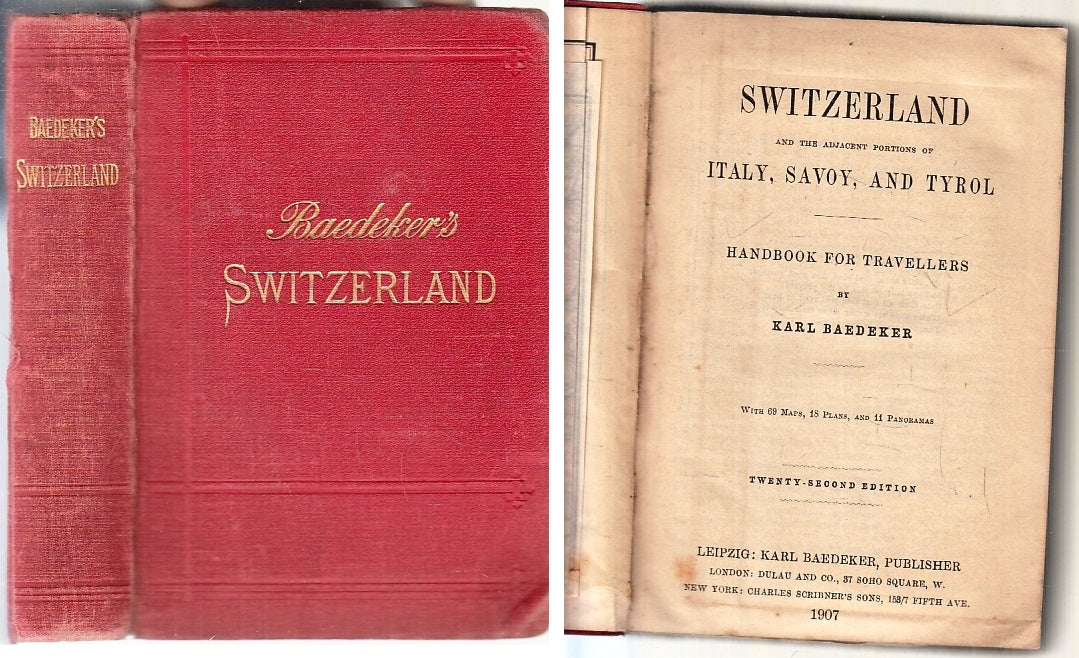 BAEDEKER'S
SWITZERLAND
Baedeker's
SWITZERLAND
SWITZERLAND
AND THE ADJACENT PORTIONS OF
ITALY, SAVOY, AND TYROL
HANDBOOK FOR TRAVELLERS
BY
KARL BAEDEKER
WITH 69 MAPS, 18 PLANS, AND 11 PANORAMAS
TWENTY-SECOND EDITION
LEIPZIG: KARL BAEDEKER, PUBLISHER
LONDON: DULAU AND CO., 37 SOHO SQUARE, W.
NEW YORK: CHARLES SCRIBNER'S SONS, 153/7 FIFTH AVE.
1907